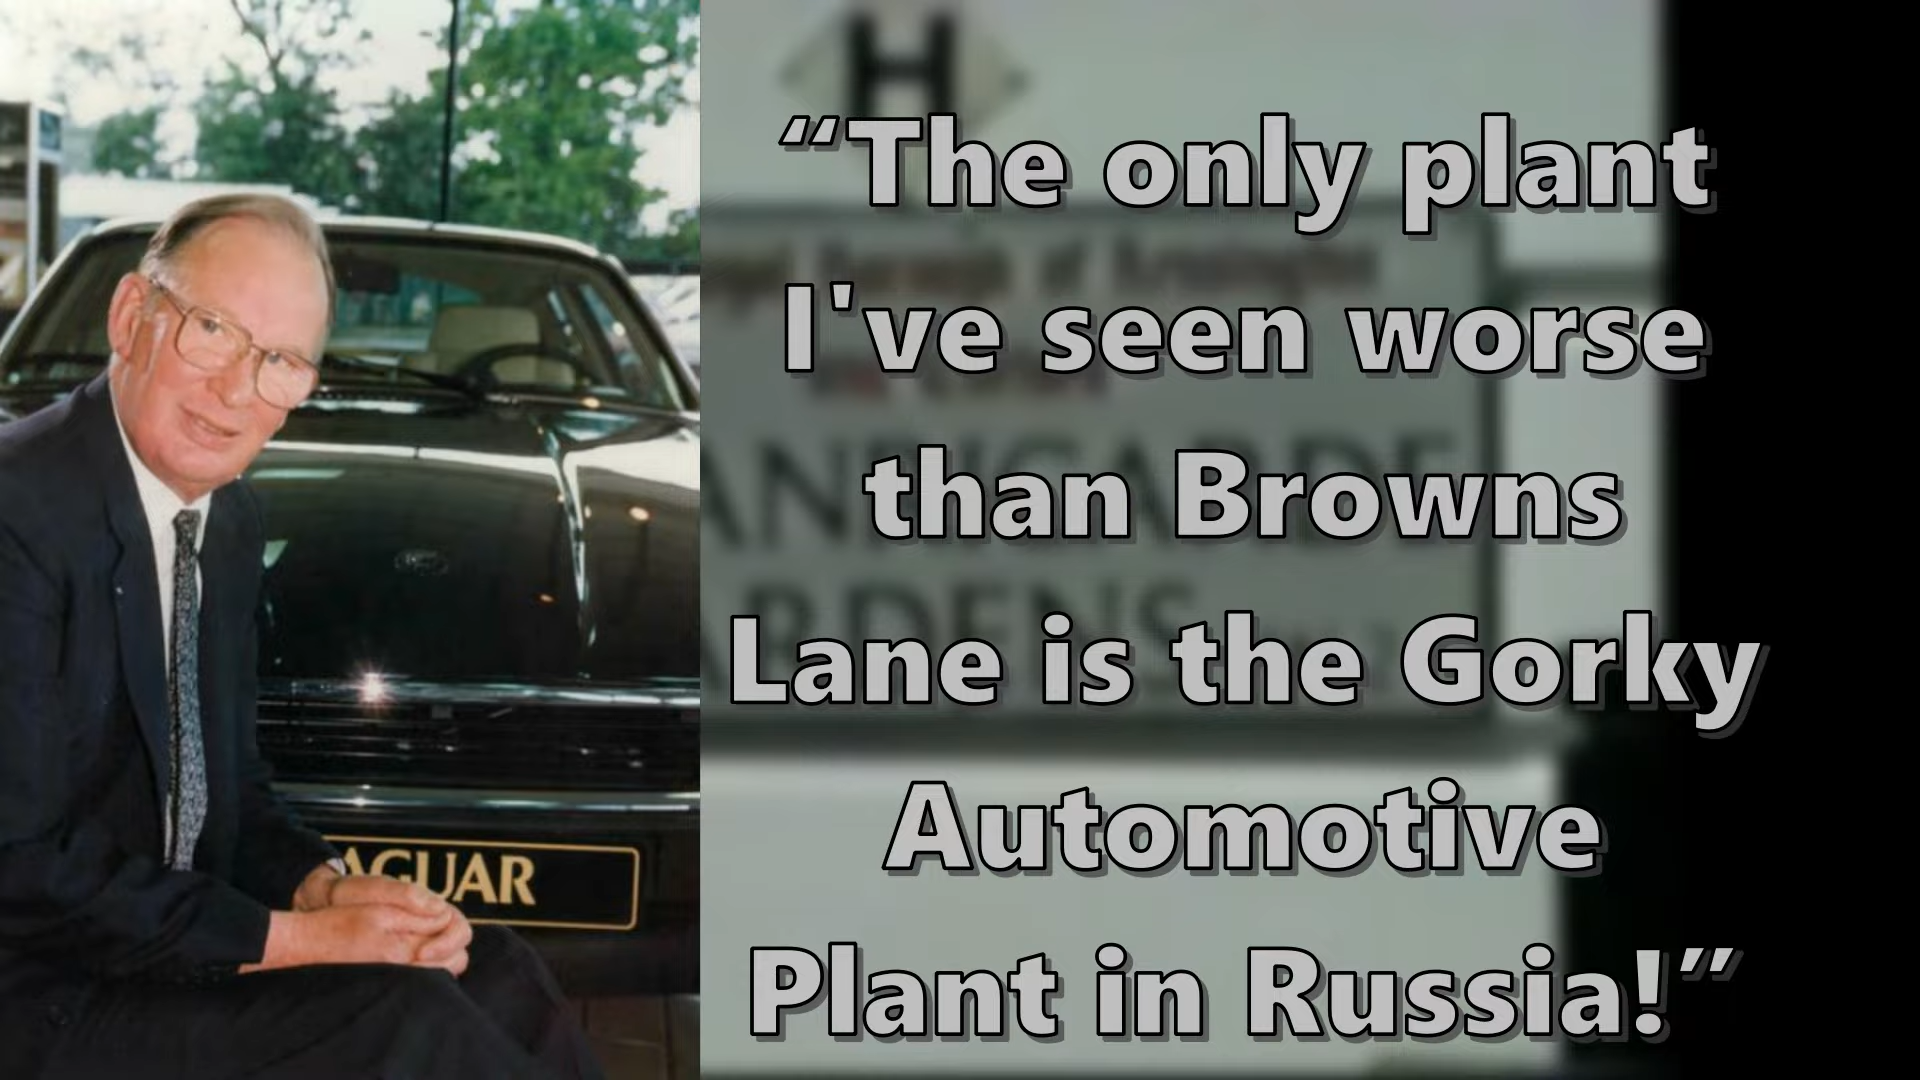 “The only plant
I've seen worse
than Browns
Lane is the Gorky
Automotive
Plant in Russia!”
AGUAR
H